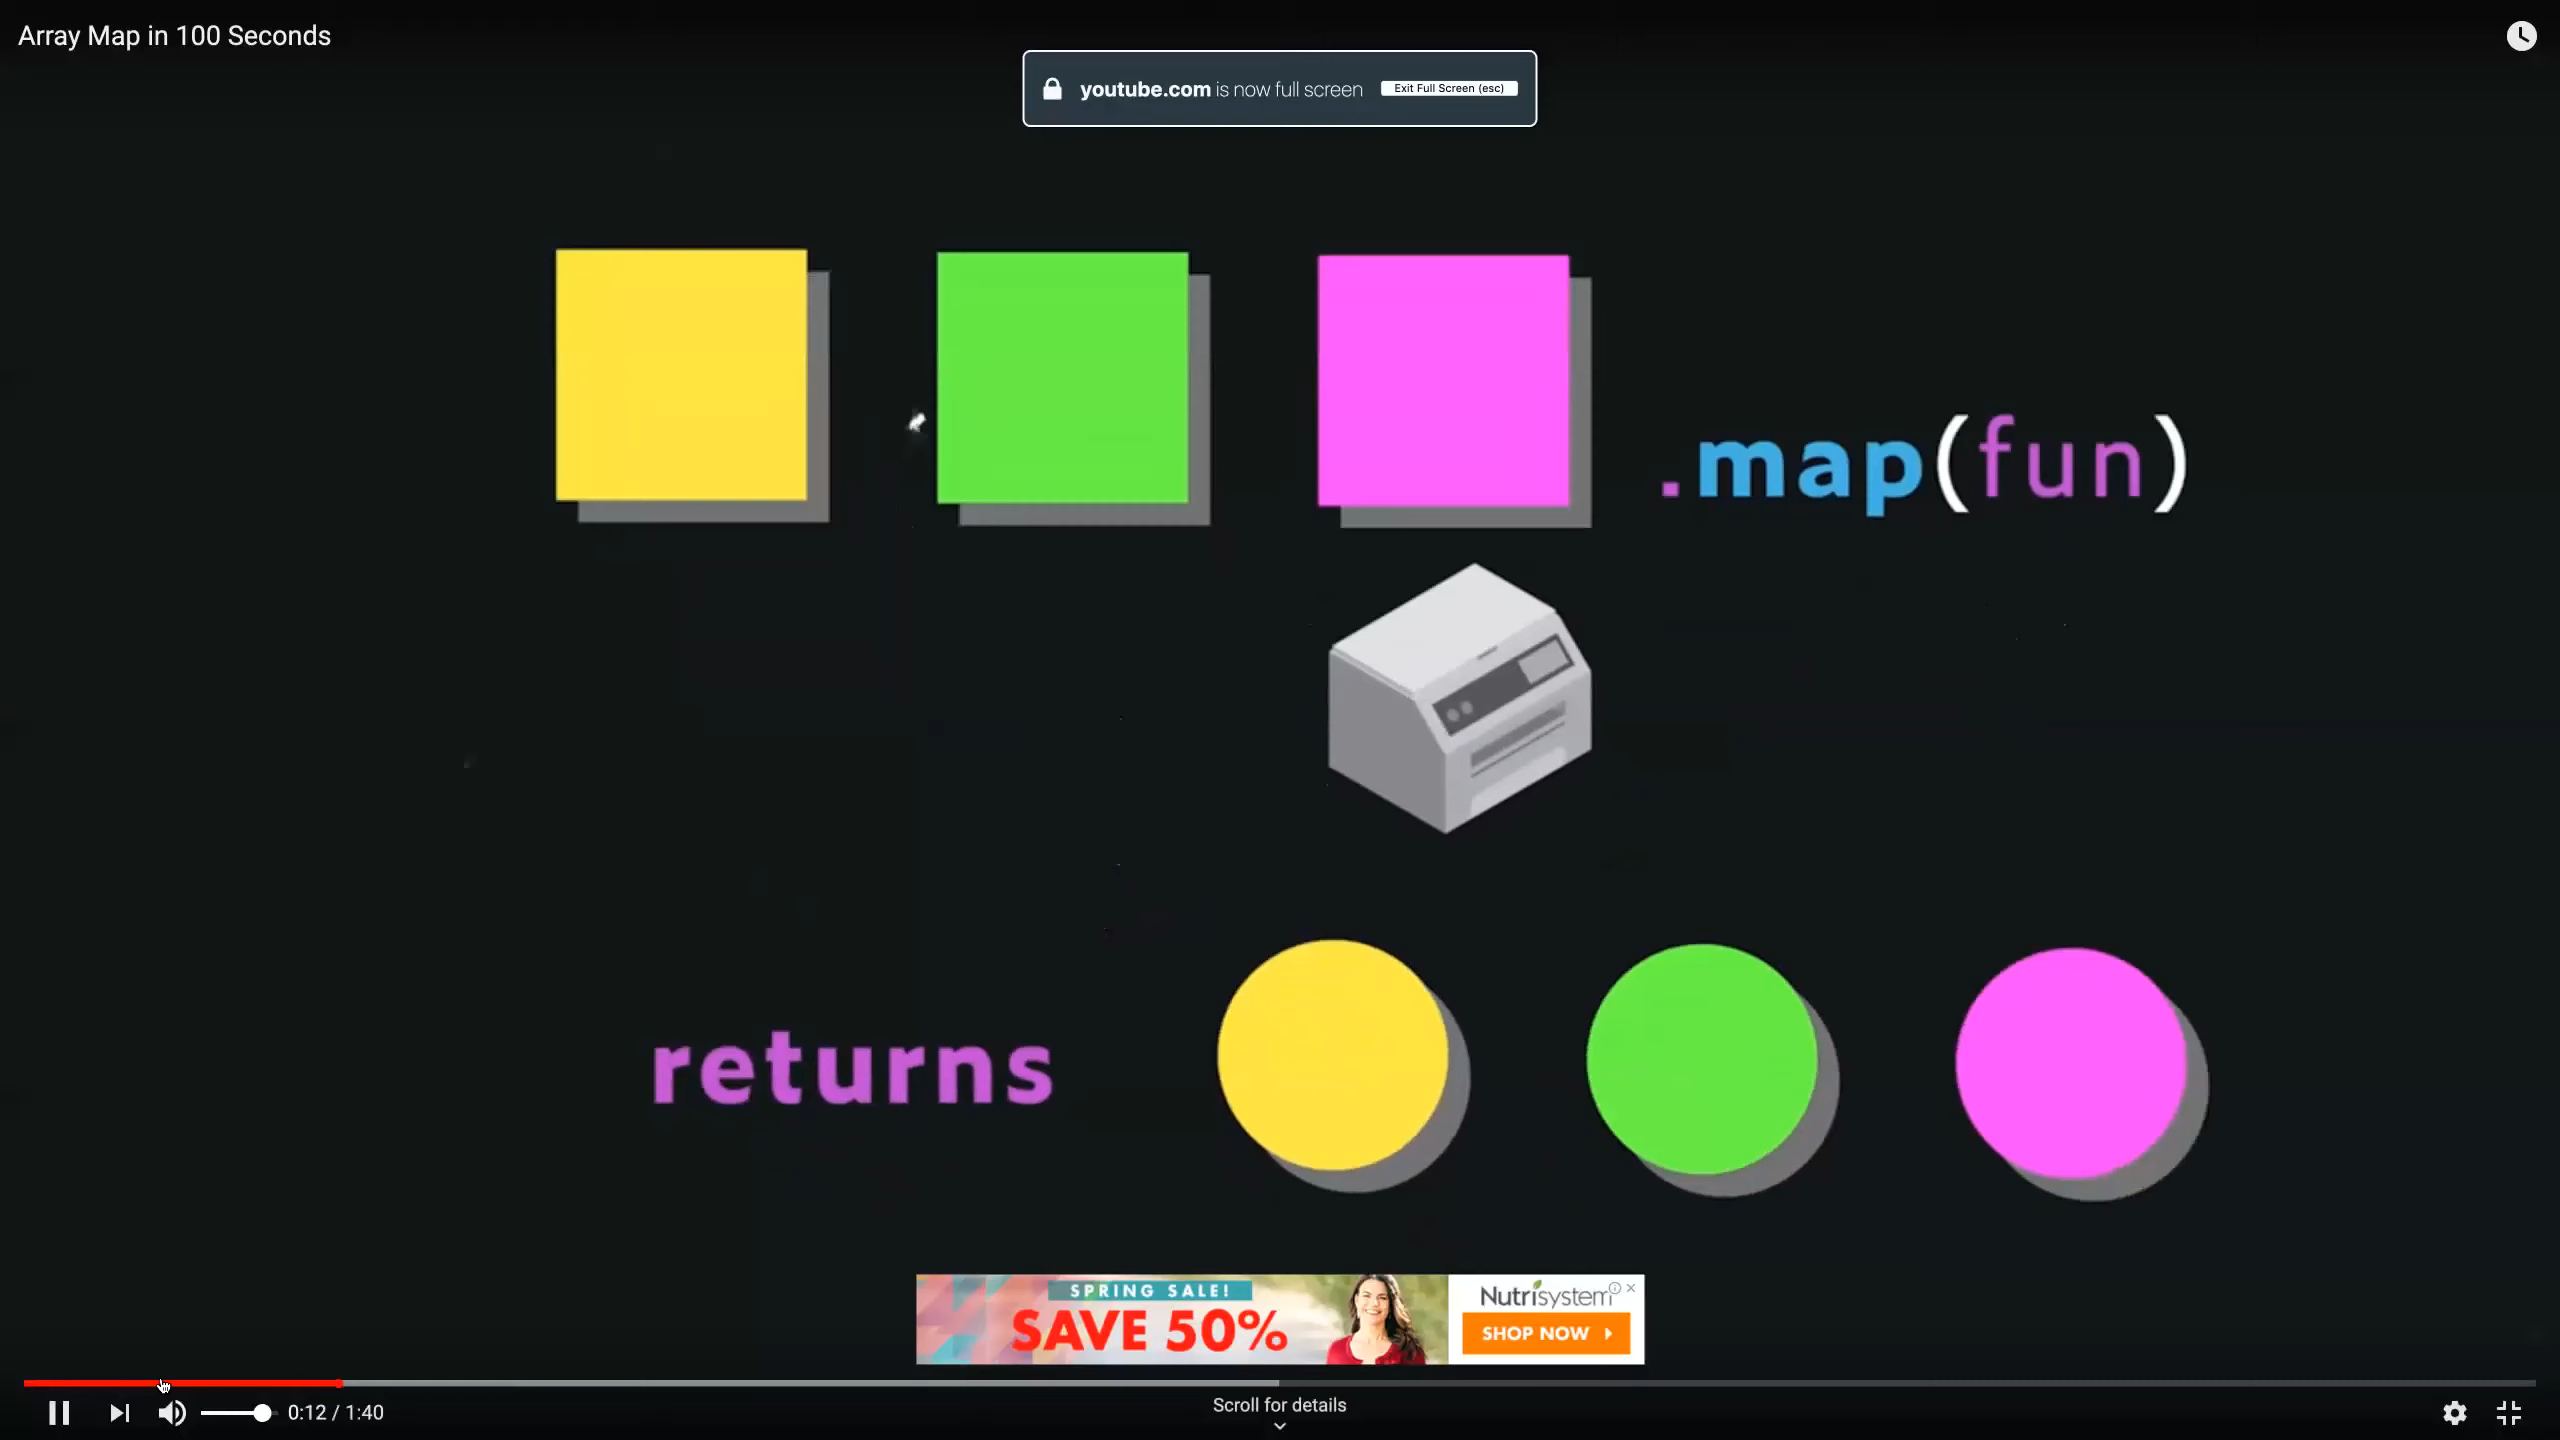 Array Map in 100 Seconds
youtube.com is now full screen Exit Full Screen (esc)
.map(fun)
returns
SPRING SALE!
SAVE 50%
Nutrisystem
SHOP NOW
0:12 / 1:40
Scroll for details